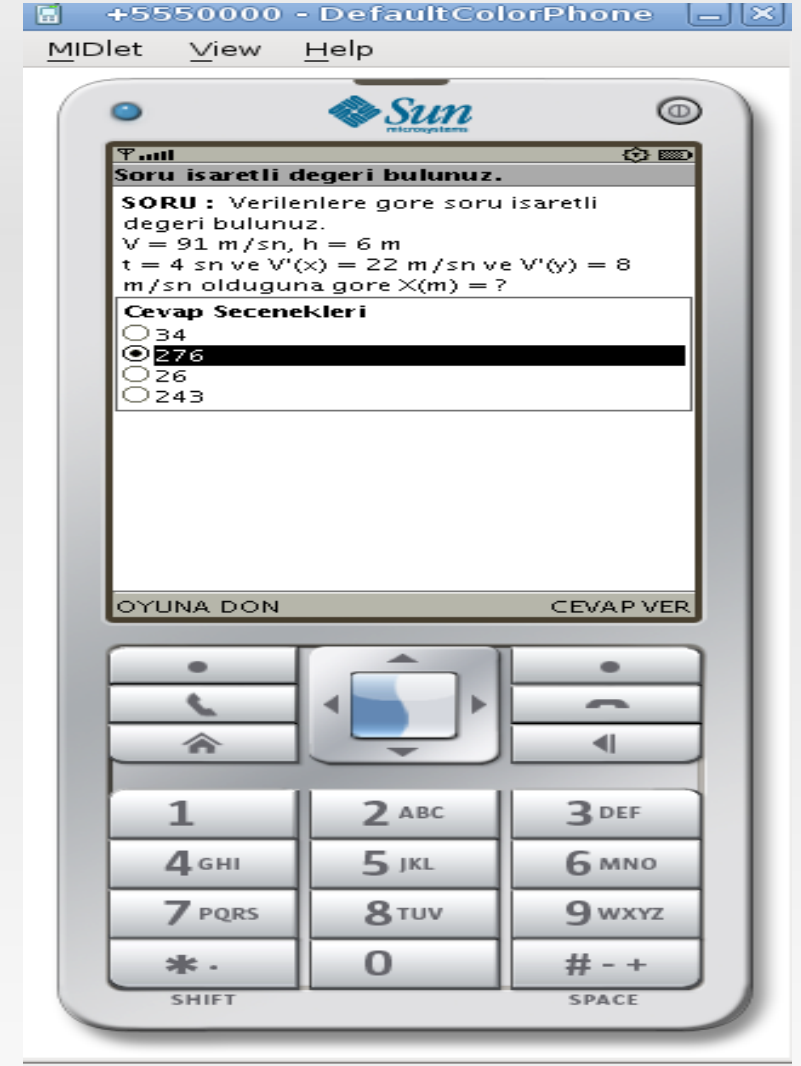 +5550000 - DefaultColorPhone
MIDlet View Help
Sun
microsystems
Soru isaretli degeri bulunuz.
SORU : Verilenlere gore soru isaretli
degeri bulunuz.
V = 91 m/sn, h = 6 m
t = 4 sn ve V'(x) = 22 m/sn ve V'(y) = 8
m/sn olduguna gore X(m) = ?
Cevap Secenekleri
34
276
26
243
OYUNA DON CEVAP VER
1 2 ABC 3 DEF
4 GHI 5 JKL 6 MNO
7 PQRS 8 TUV 9 WXYZ
* . 0 # - +
SHIFT SPACE